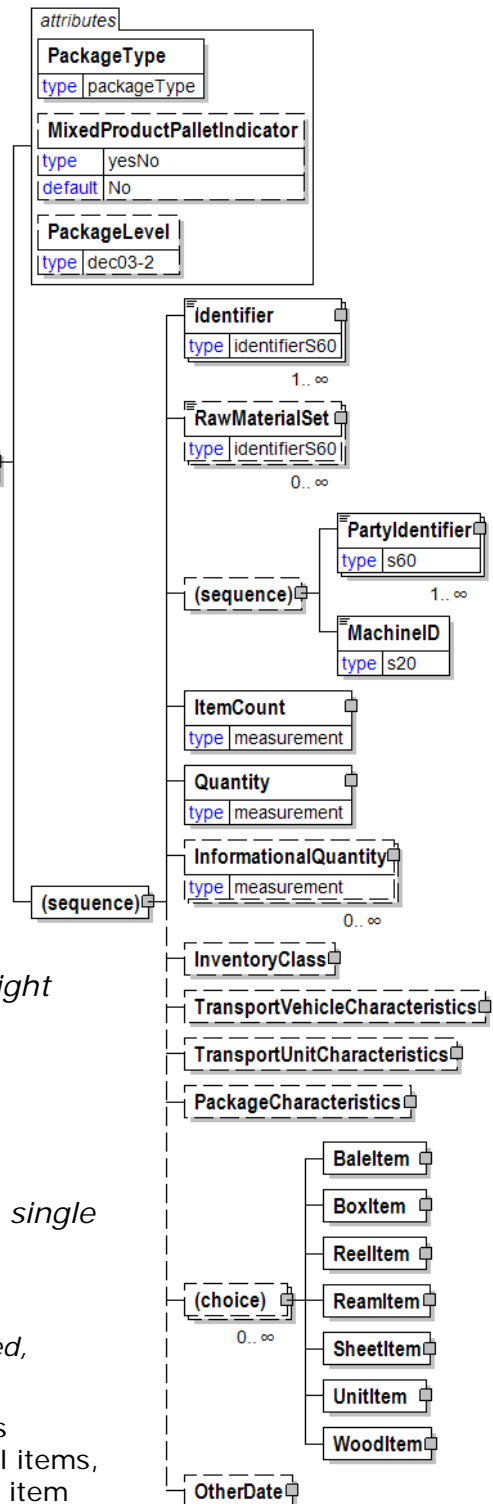 attributes
PackageType
type packageType
MixedProductPalletIndicator
type yesNo
default No
PackageLevel
type dec03-2
Identifier
type identifierS60
1.. ∞
RawMaterialSet
type identifierS60
0.. ∞
PartyIdentifier
type s60
1.. ∞
(sequence)
MachineID
type s20
ItemCount
type measurement
Quantity
type measurement
InformationalQuantity
type measurement
(sequence)
0.. ∞
InventoryClass
ight
TransportVehicleCharacteristics
TransportUnitCharacteristics
PackageCharacteristics
BaleItem
single
BoxItem
ReelItem
(choice)
ReamItem
0.. ∞
SheetItem
ed,
UnitItem
s
l items,
WoodItem
item
OtherDate